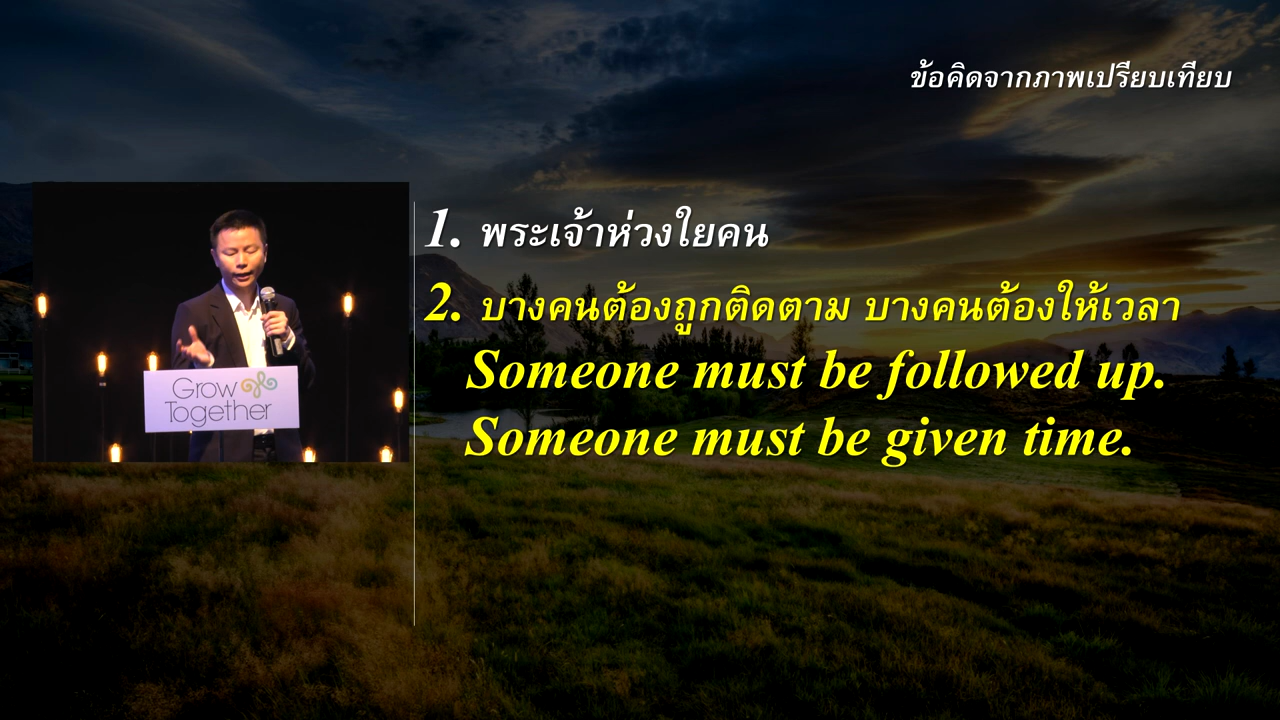 ข้อคิดจากภาพเปรียบเทียบ
1. พระเจ้าห่วงใยคน
2. บางคนต้องถูกติดตาม บางคนต้องให้เวลา
Someone must be followed up.
Someone must be given time.
Grow
Together